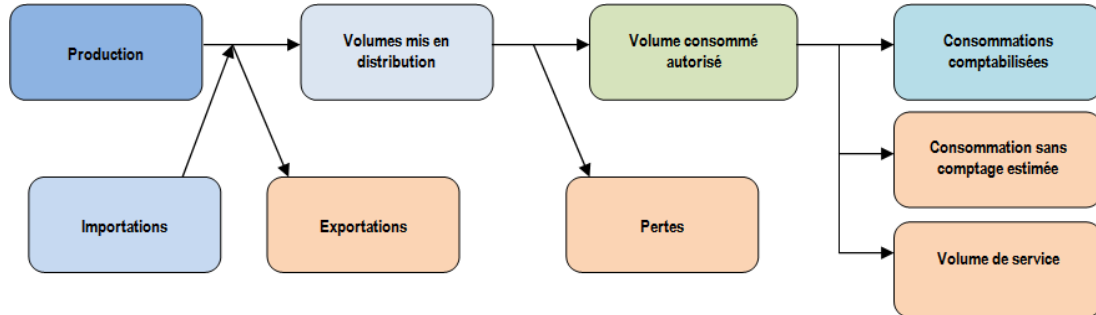 Production
Volumes mis en
distribution
Volume consommé
autorisé
Consommations
comptabilisées
Consommation sans
comptage estimée
Importations
Exportations
Pertes
Volume de service